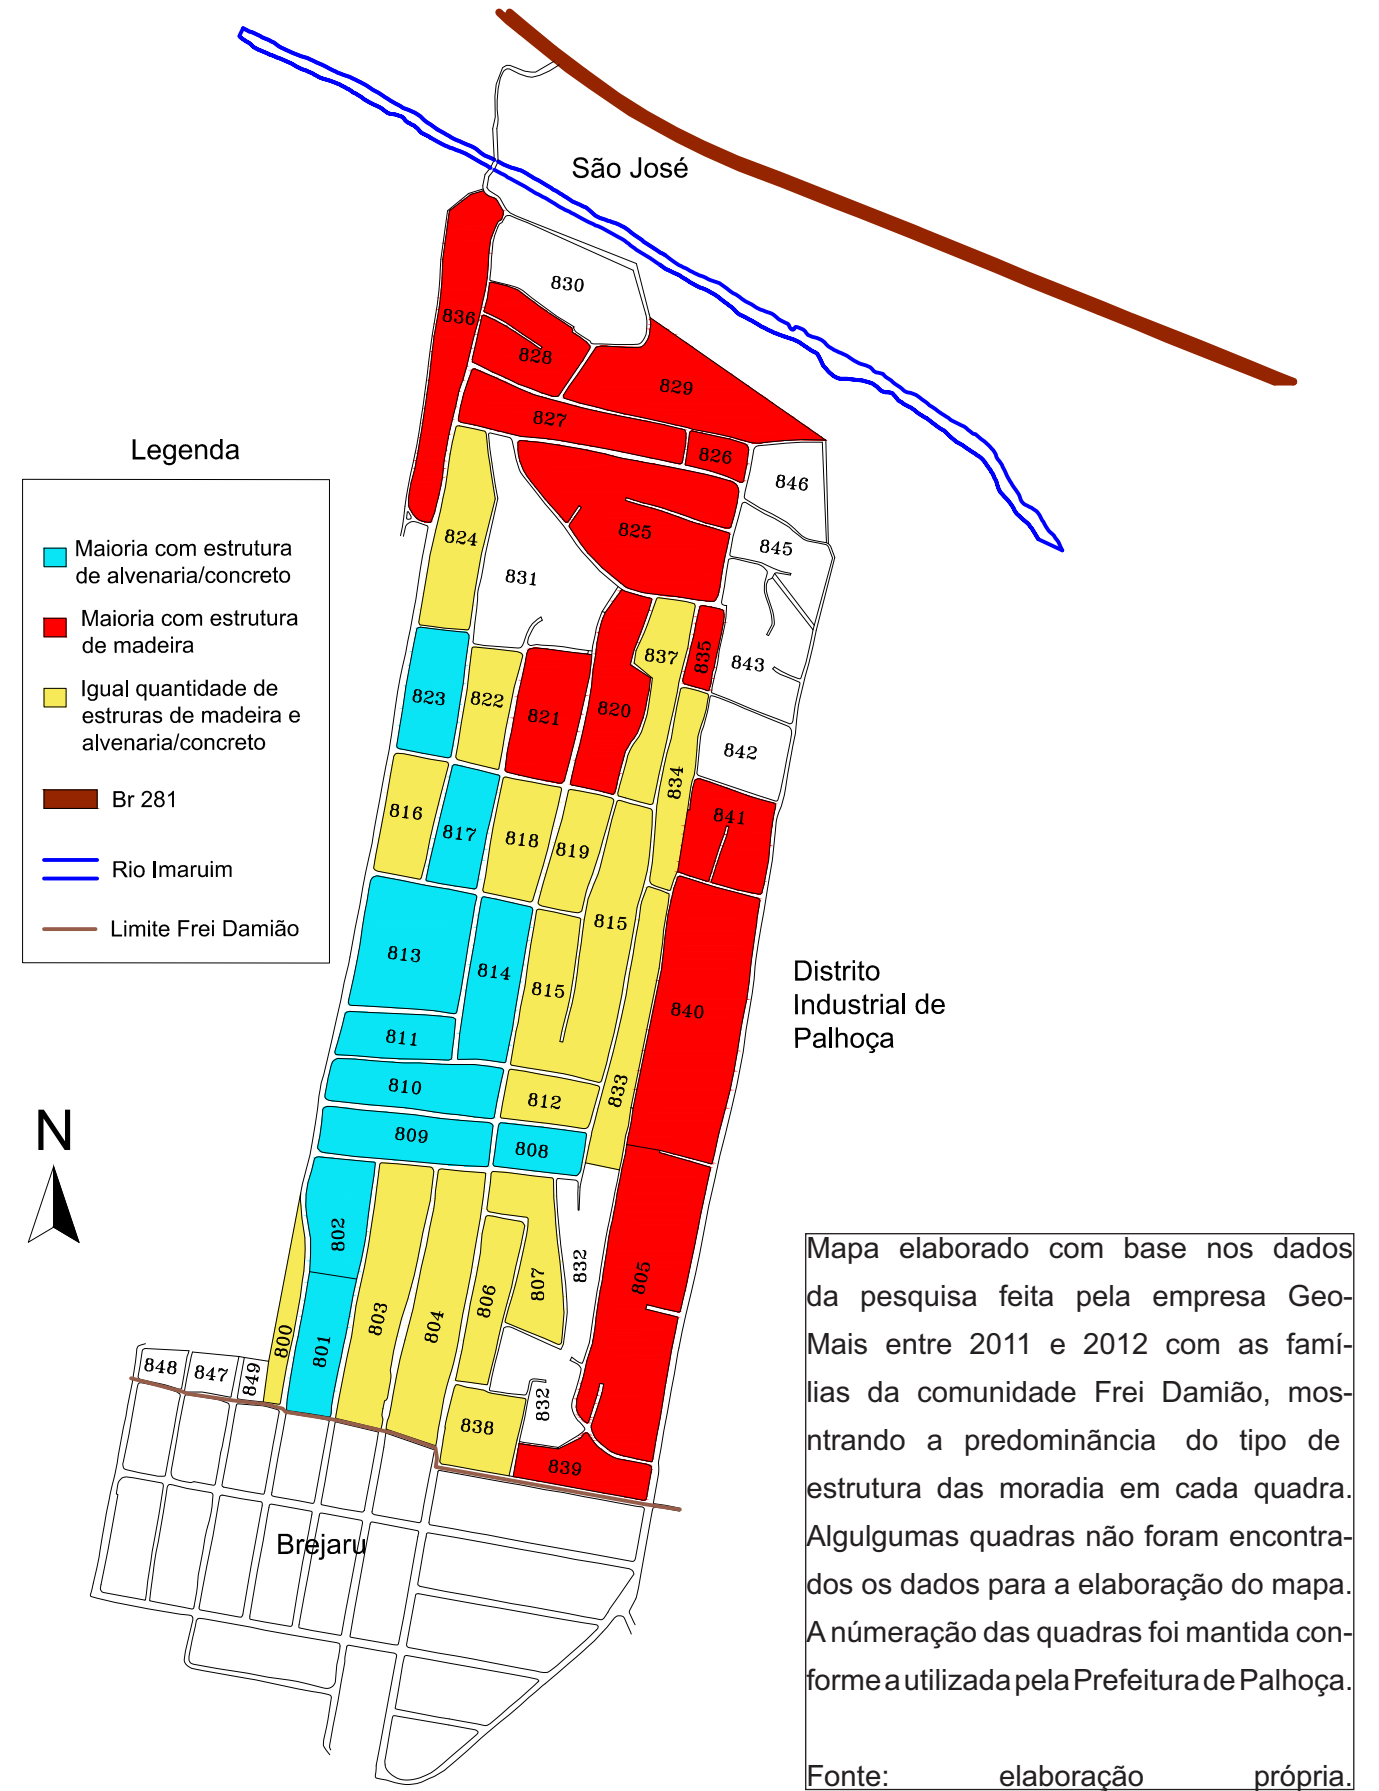 São José
830
836
828
829
827
826
846
825
845
824
831
843
837
835
823
822
821
820
842
834
816
817
818
819
841
813
814
815
815
840
811
810
812
833
809
808
802
803
804
806
807
832
805
800
801
848
847
849
838
832
839
Legenda
Maioria com estrutura
de alvenaria/concreto
Maioria com estrutura
de madeira
Igual quantidade de
estruras de madeira e
alvenaria/concreto
Br 281
Rio Imaruim
Limite Frei Damião
Distrito
Industrial de
Palhoça
N
Brejaru
Mapa elaborado com base nos dados
da pesquisa feita pela empresa Geo-
Mais entre 2011 e 2012 com as famí-
lias da comunidade Frei Damião, mos-
ntrando a predominãncia do tipo de
estrutura das moradia em cada quadra.
Algulgumas quadras não foram encontra-
dos os dados para a elaboração do mapa.
A númeração das quadras foi mantida con-
forme a utilizada pela Prefeitura de Palhoça.
Fonte: elaboração própria.